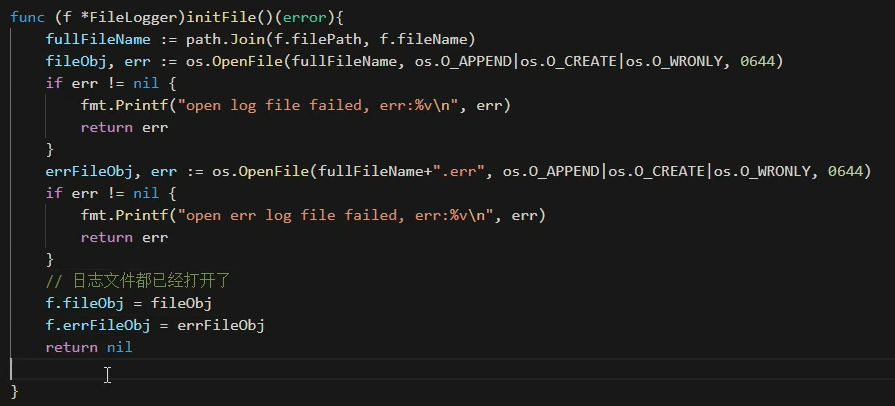 func (f *FileLogger)initFile()(error){
    fullFileName := path.Join(f.filePath, f.fileName)
    fileObj, err := os.OpenFile(fullFileName, os.O_APPEND|os.O_CREATE|os.O_WRONLY, 0644)
    if err != nil {
        fmt.Printf("open log file failed, err:%v\n", err)
        return err
    }
    errFileObj, err := os.OpenFile(fullFileName+".err", os.O_APPEND|os.O_CREATE|os.O_WRONLY, 0644)
    if err != nil {
        fmt.Printf("open err log file failed, err:%v\n", err)
        return err
    }
    // 日志文件都已经打开了
    f.fileObj = fileObj
    f.errFileObj = errFileObj
    return nil
}